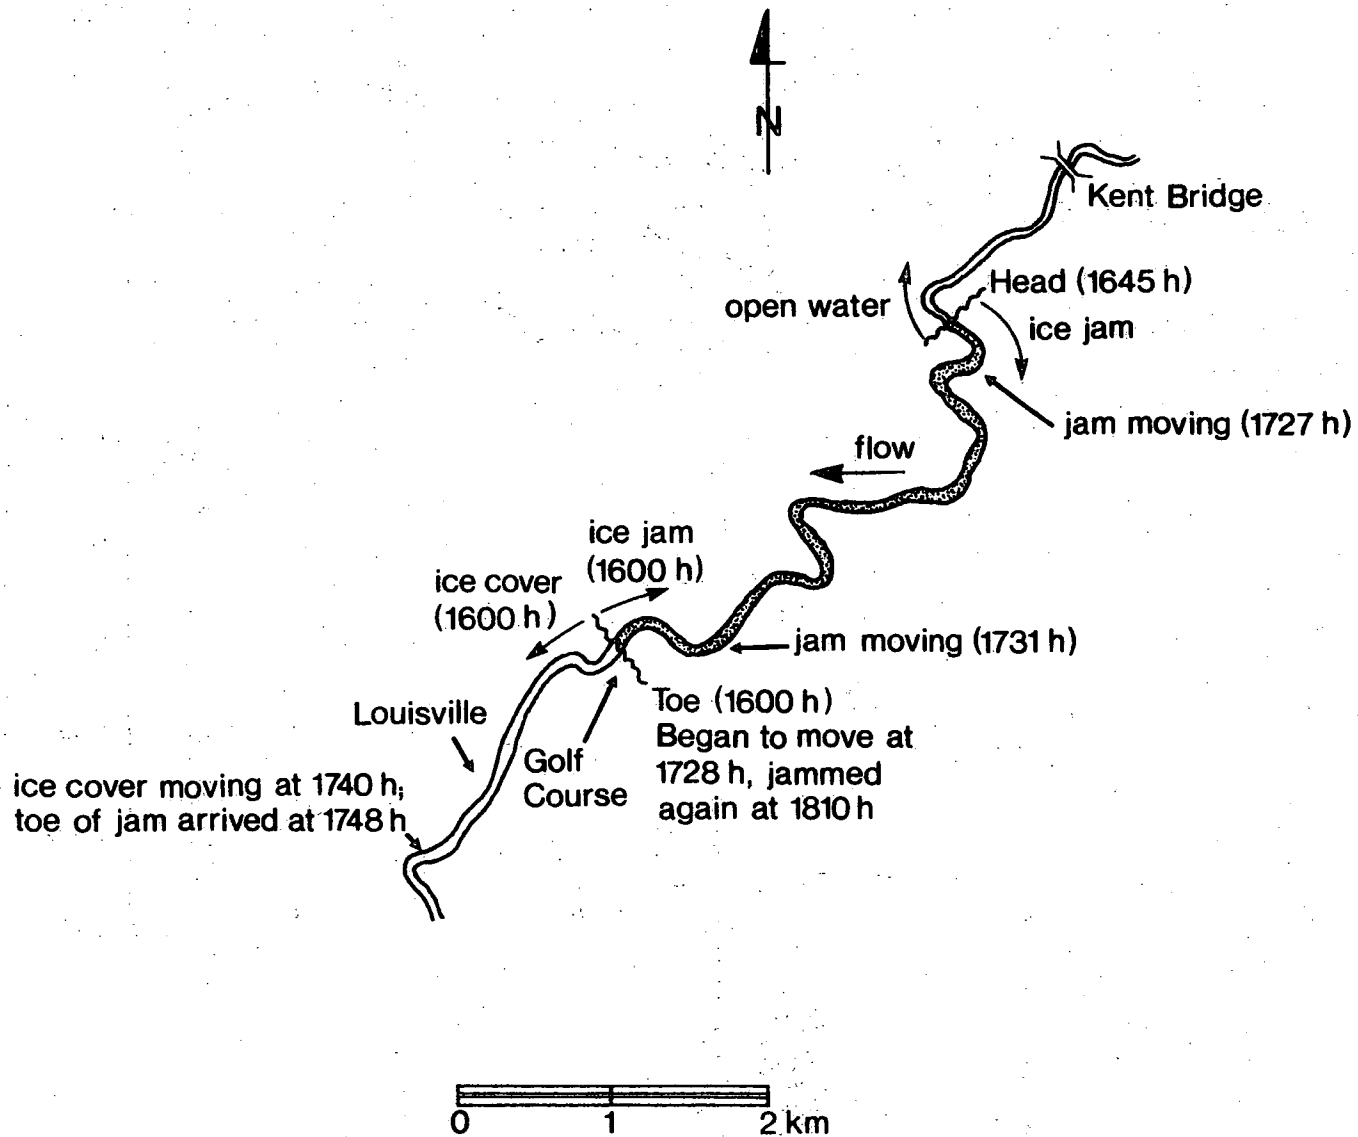 N
Kent Bridge
Head (1645 h)
open water
ice jam
jam moving (1727 h)
flow
ice jam
(1600 h)
ice cover
(1600 h)
jam moving (1731 h)
Toe (1600 h)
Began to move at
1728 h, jammed
again at 1810 h
Louisville
Golf
Course
ice cover moving at 1740 h;
toe of jam arrived at 1748 h
0 1 2 km